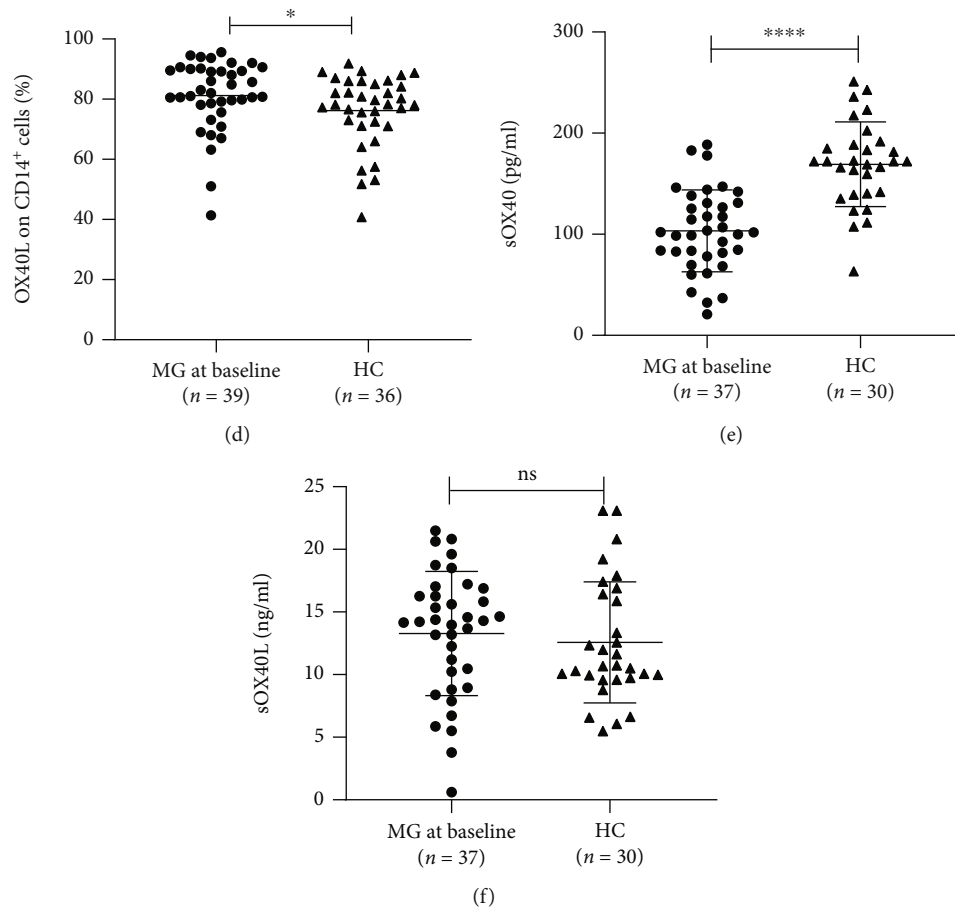 *
100
80
60
40
20
0
OX40L on CD14⁺ cells (%)
MG at baseline
(n = 39)
HC
(n = 36)
(d)
****
300
200
100
0
sOX40 (pg/ml)
MG at baseline
(n = 37)
HC
(n = 30)
(e)
ns
25
20
15
10
5
0
sOX40L (ng/ml)
MG at baseline
(n = 37)
HC
(n = 30)
(f)